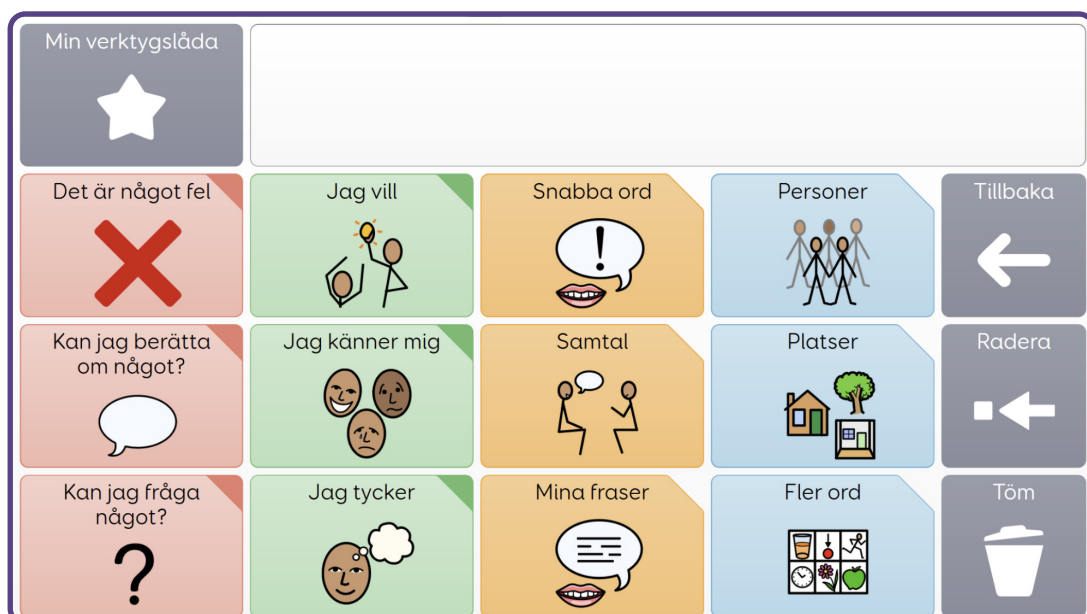 Min verktygslåda
Det är något fel
Jag vill
Snabba ord
Personer
Tillbaka
Kan jag berätta
om något?
Jag känner mig
Samtal
Platser
Radera
Kan jag fråga
något?
Jag tycker
Mina fraser
Fler ord
Töm